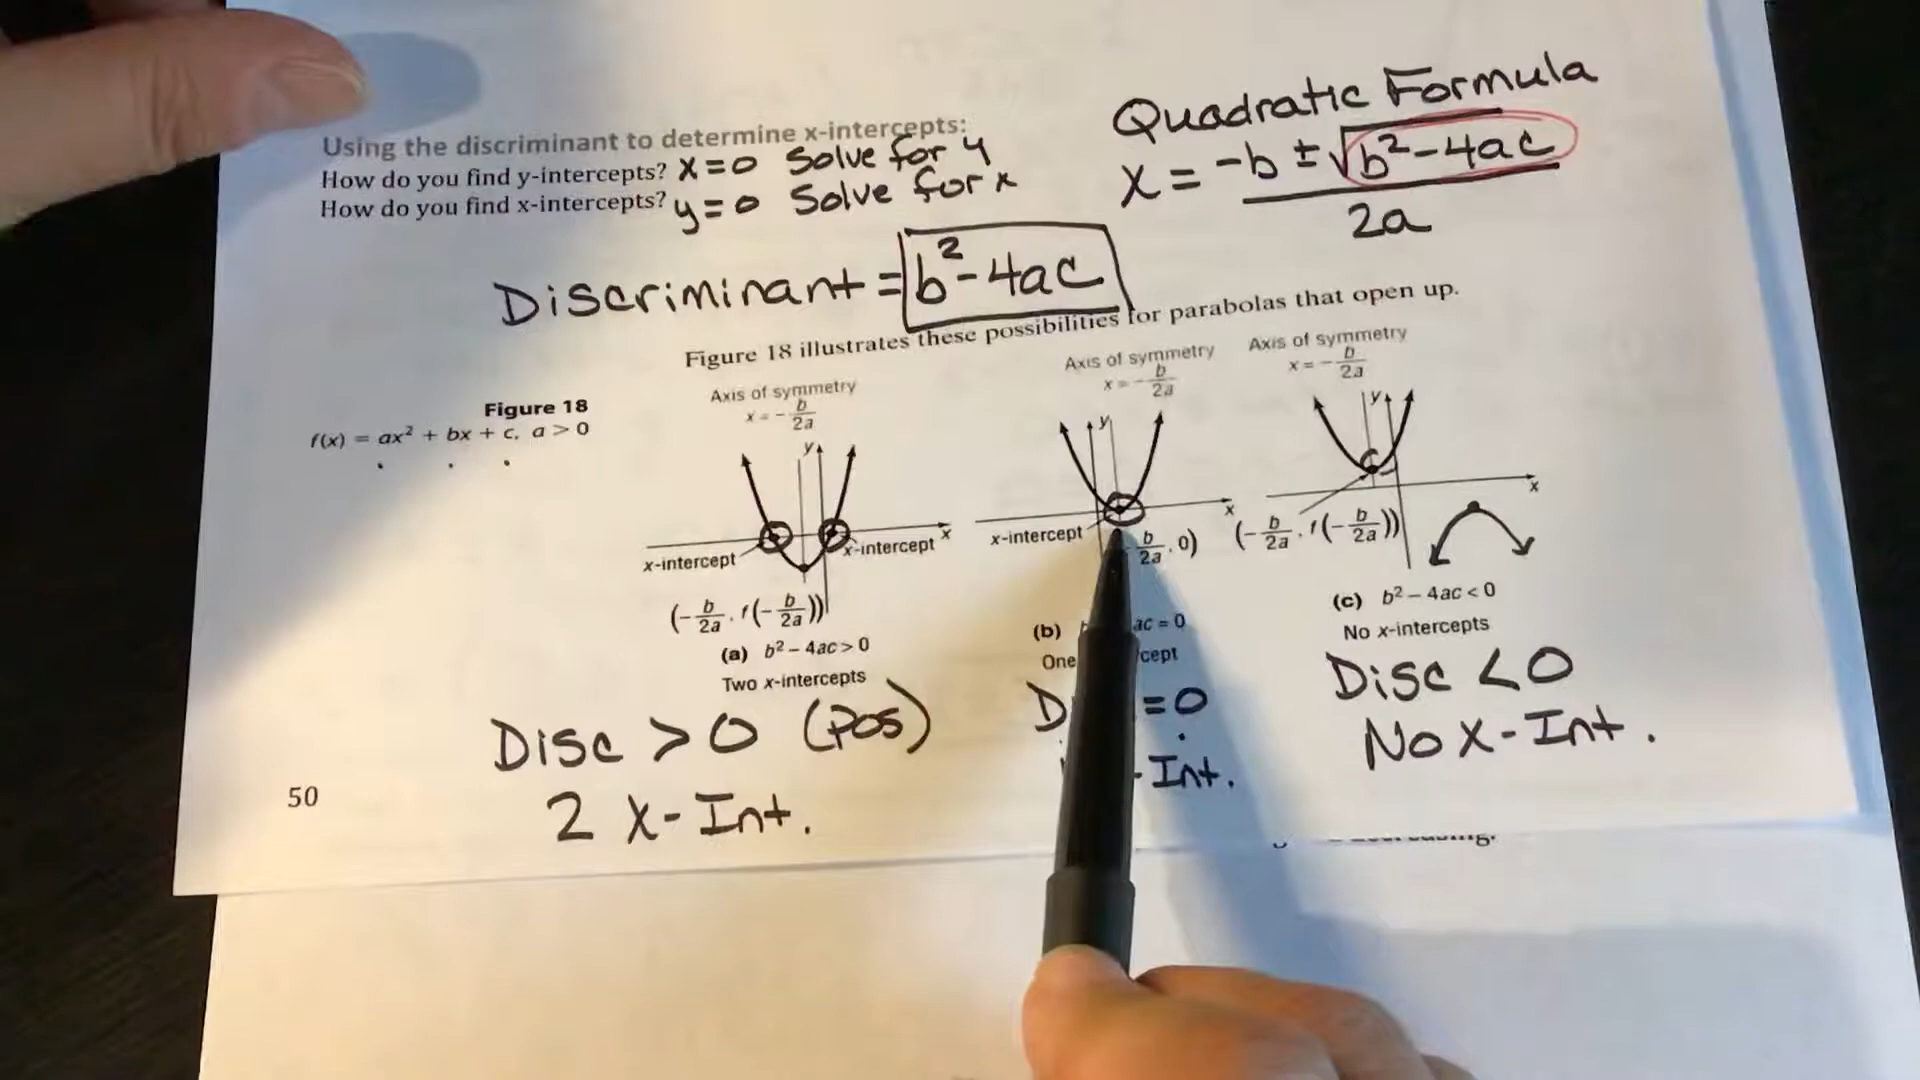 Using the discriminant to determine x-intercepts:
How do you find y-intercepts? x=0 Solve for y
How do you find x-intercepts? y=0 Solve for x
Quadratic Formula
x = -b ± √b²-4ac
2a
Discriminant = b²-4ac
Figure 18 illustrates these possibilities for parabolas that open up.
Figure 18
f(x) = ax² + bx + c, a > 0
Axis of symmetry
x = - b/2a
y
x
x-intercept
x-intercept
(- b/2a, f(- b/2a))
(a) b² – 4ac > 0
Two x-intercepts
Disc > 0 (Pos)
2 X-Int.
Axis of symmetry
x = - b/2a
y
x
x-intercept
b/2a, 0)
(b) ac = 0
One
Disc = 0
-Int.
Axis of symmetry
x = - b/2a
y
x
(- b/2a, f(- b/2a))
(c) b² – 4ac < 0
No x-intercepts
Disc < 0
No X-Int.
50